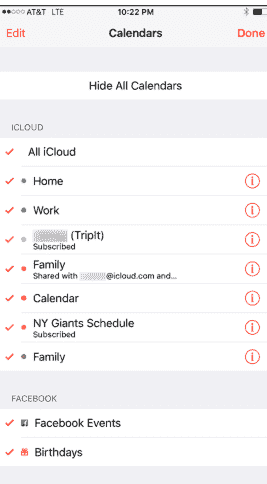 AT&T LTE 10:22 PM
Edit Calendars Done
Hide All Calendars
ICLOUD
All iCloud
Home
Work
(TripIt)
Subscribed
Family
Shared with @icloud.com and...
Calendar
NY Giants Schedule
Subscribed
Family
FACEBOOK
Facebook Events
Birthdays